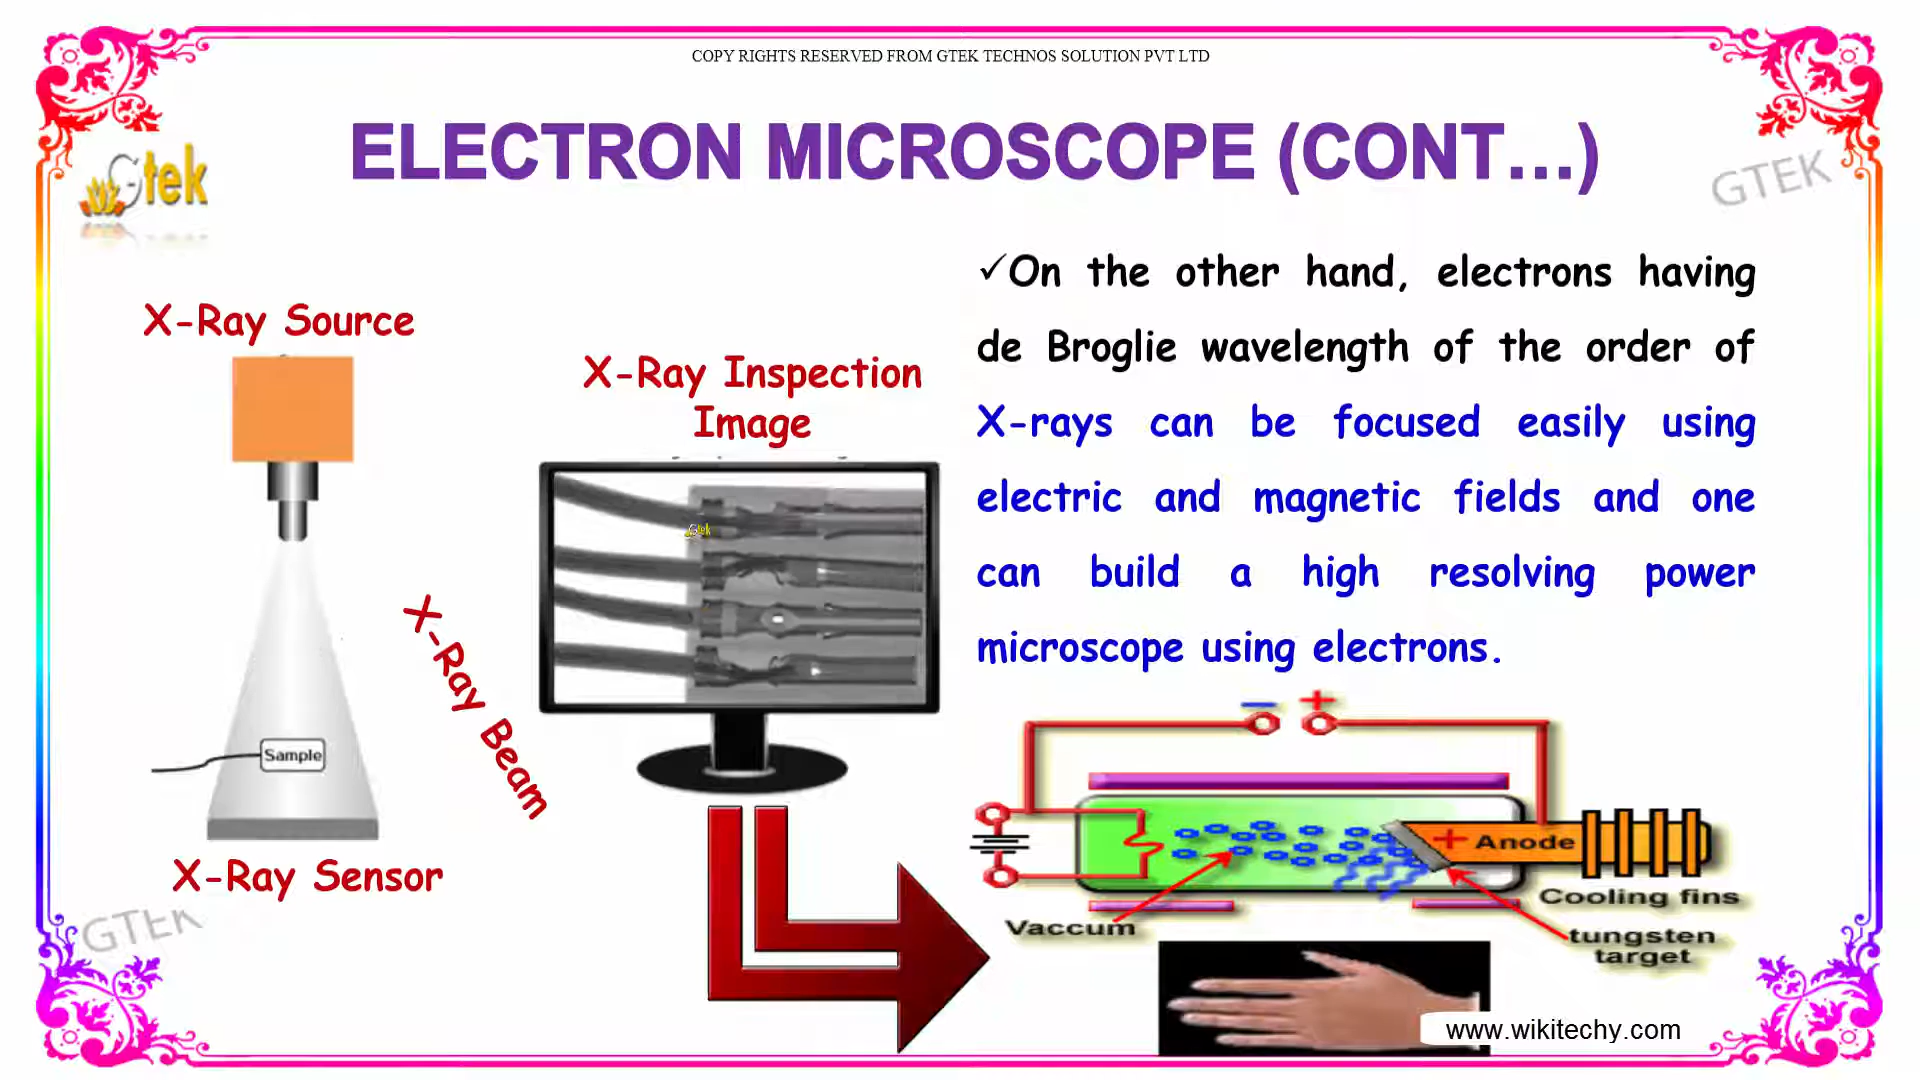 COPY RIGHTS RESERVED FROM GTEK TECHNOS SOLUTION PVT LTD
ELECTRON MICROSCOPE (CONT...)
Gtek
GTEK
✓On the other hand, electrons having
de Broglie wavelength of the order of
X-rays can be focused easily using
electric and magnetic fields and one
can build a high resolving power
microscope using electrons.
X-Ray Source
X-Ray Inspection
Image
Gtek
X-Ray Beam
Sample
X-Ray Sensor
GTEK
− +
+ Anode
Cooling fins
Vaccum
tungsten
target
GTEK
www.wikitechy.com